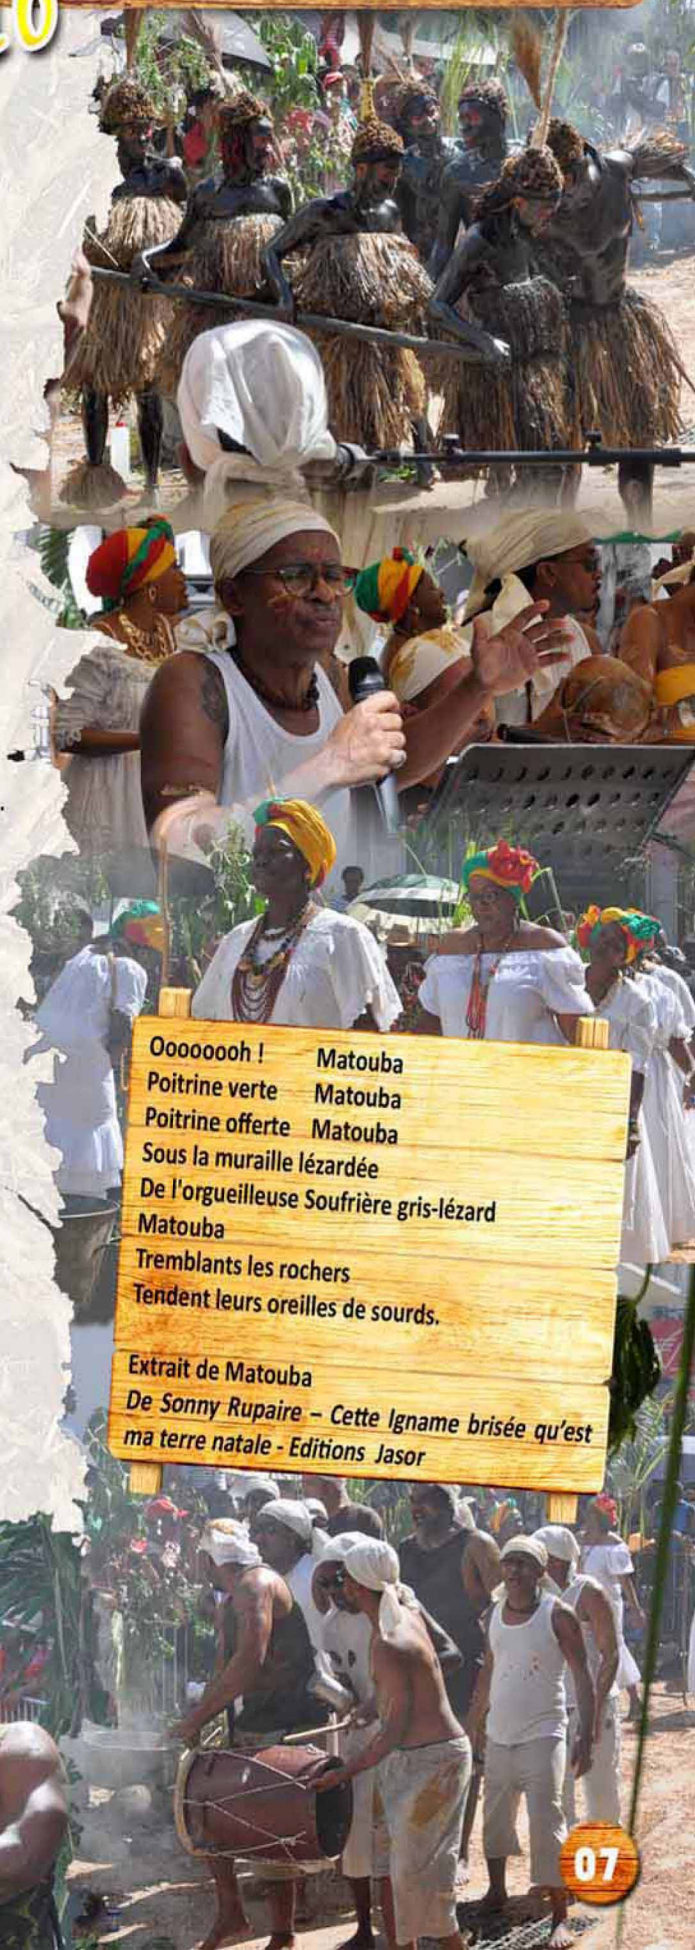 Oooooooh ! Matouba
Poitrine verte Matouba
Poitrine offerte Matouba
Sous la muraille lézardée
De l'orgueilleuse Soufrière gris-lézard
Matouba
Tremblants les rochers
Tendent leurs oreilles de sourds.
Extrait de Matouba
De Sonny Rupaire – Cette Igname brisée qu’est
ma terre natale - Editions Jasor
07